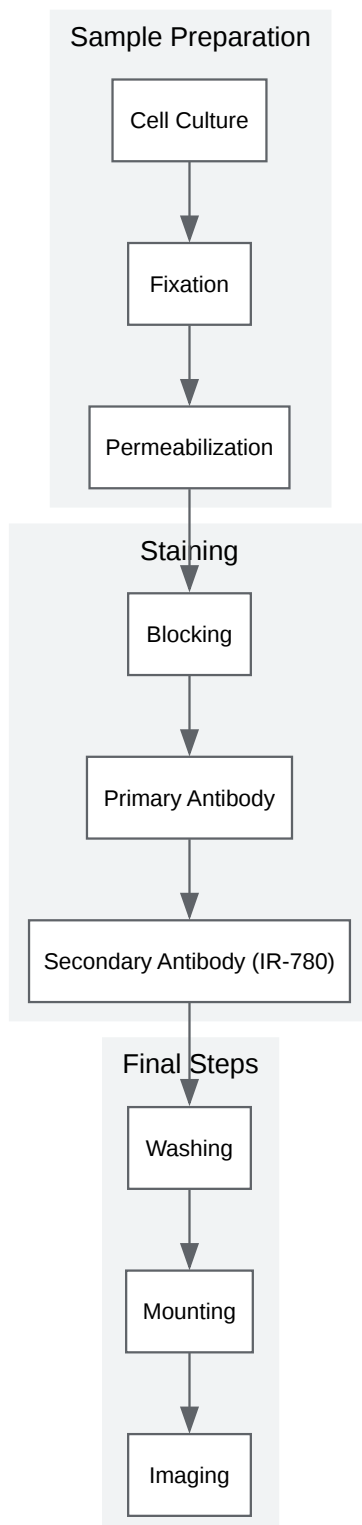 Sample Preparation
Cell Culture
Fixation
Permeabilization
Staining
Blocking
Primary Antibody
Secondary Antibody (IR-780)
Final Steps
Washing
Mounting
Imaging